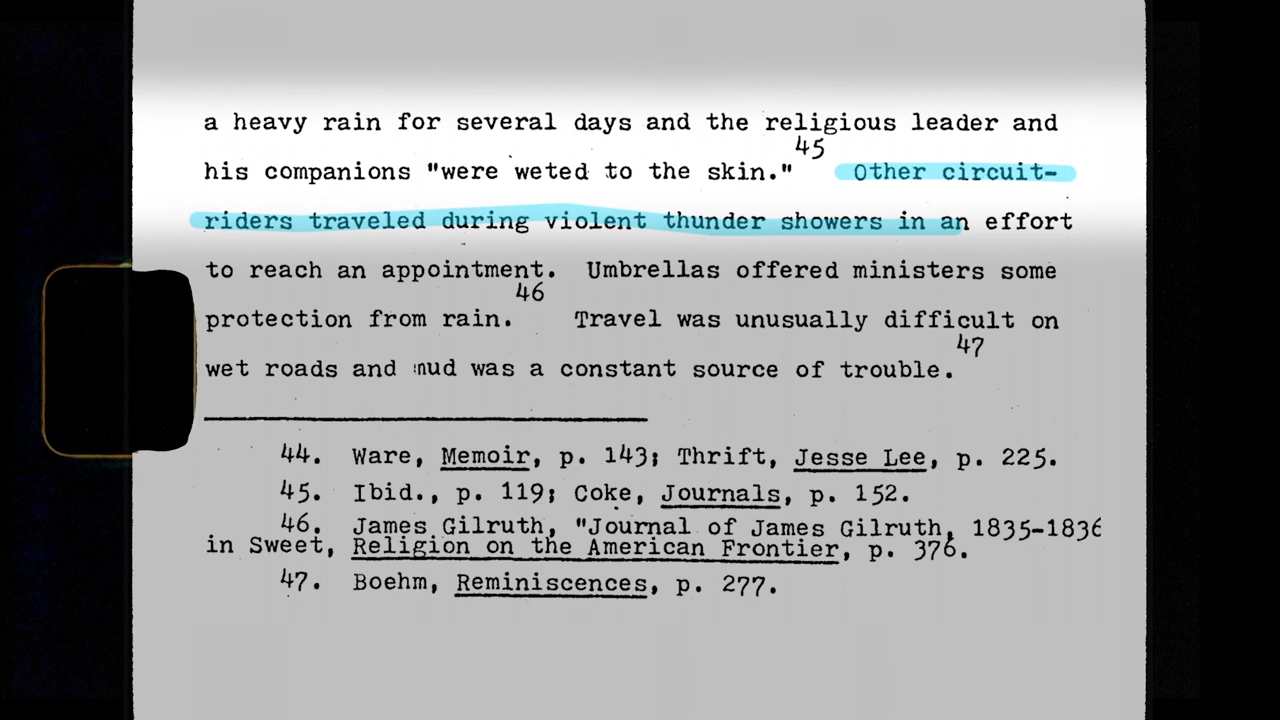 a heavy rain for several days and the religious leader and
his companions "were weted to the skin."45 Other circuit-
riders traveled during violent thunder showers in an effort
to reach an appointment. Umbrellas offered ministers some
protection from rain.46 Travel was unusually difficult on
wet roads and mud was a constant source of trouble.47
44. Ware, Memoir, p. 143; Thrift, Jesse Lee, p. 225.
45. Ibid., p. 119; Coke, Journals, p. 152.
46. James Gilruth, "Journal of James Gilruth, 1835-1836
in Sweet, Religion on the American Frontier, p. 376.
47. Boehm, Reminiscences, p. 277.